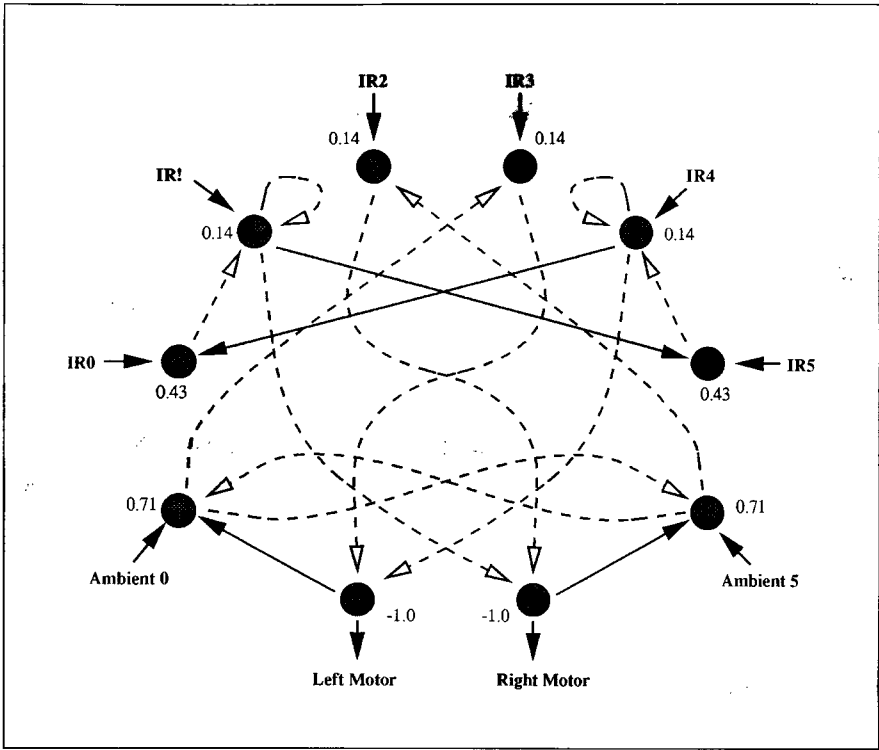 IR2
IR3
0.14
0.14
IR!
IR4
0.14
0.14
IR0
IR5
0.43
0.43
0.71
0.71
Ambient 0
Ambient 5
-1.0
-1.0
Left Motor
Right Motor